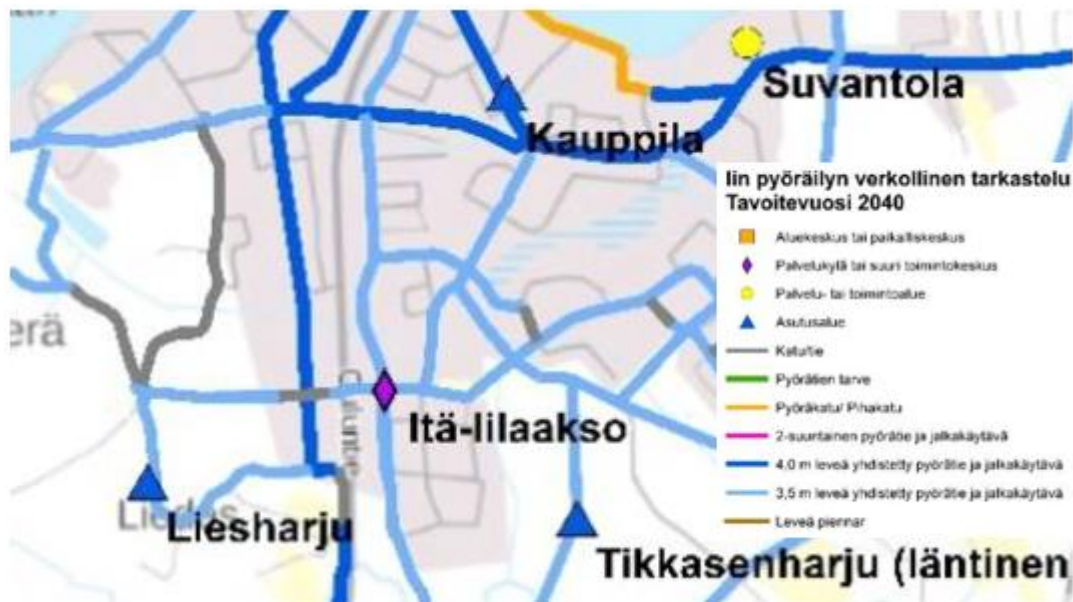 Suvantola
Kauppila
Iin pyöräilyn verkollinen tarkastelu
Tavoitevuosi 2040
Aluekeskus tai paikalliskeskus
Palvelukylä tai suuri toimintokeskus
Palvelu- tai toimintoalue
Asutusalue
Katu/tie
Pyörätien tarve
Pyöräkatu/ Pihakatu
2-suuntainen pyörätie ja jalkakäytävä
4,0 m leveä yhdistetty pyörätie ja jalkakäytävä
3,5 m leveä yhdistetty pyörätie ja jalkakäytävä
Leveä piennar
erä
Itä-Iilaakso
Liesharju
Tikkasenharju (läntinen